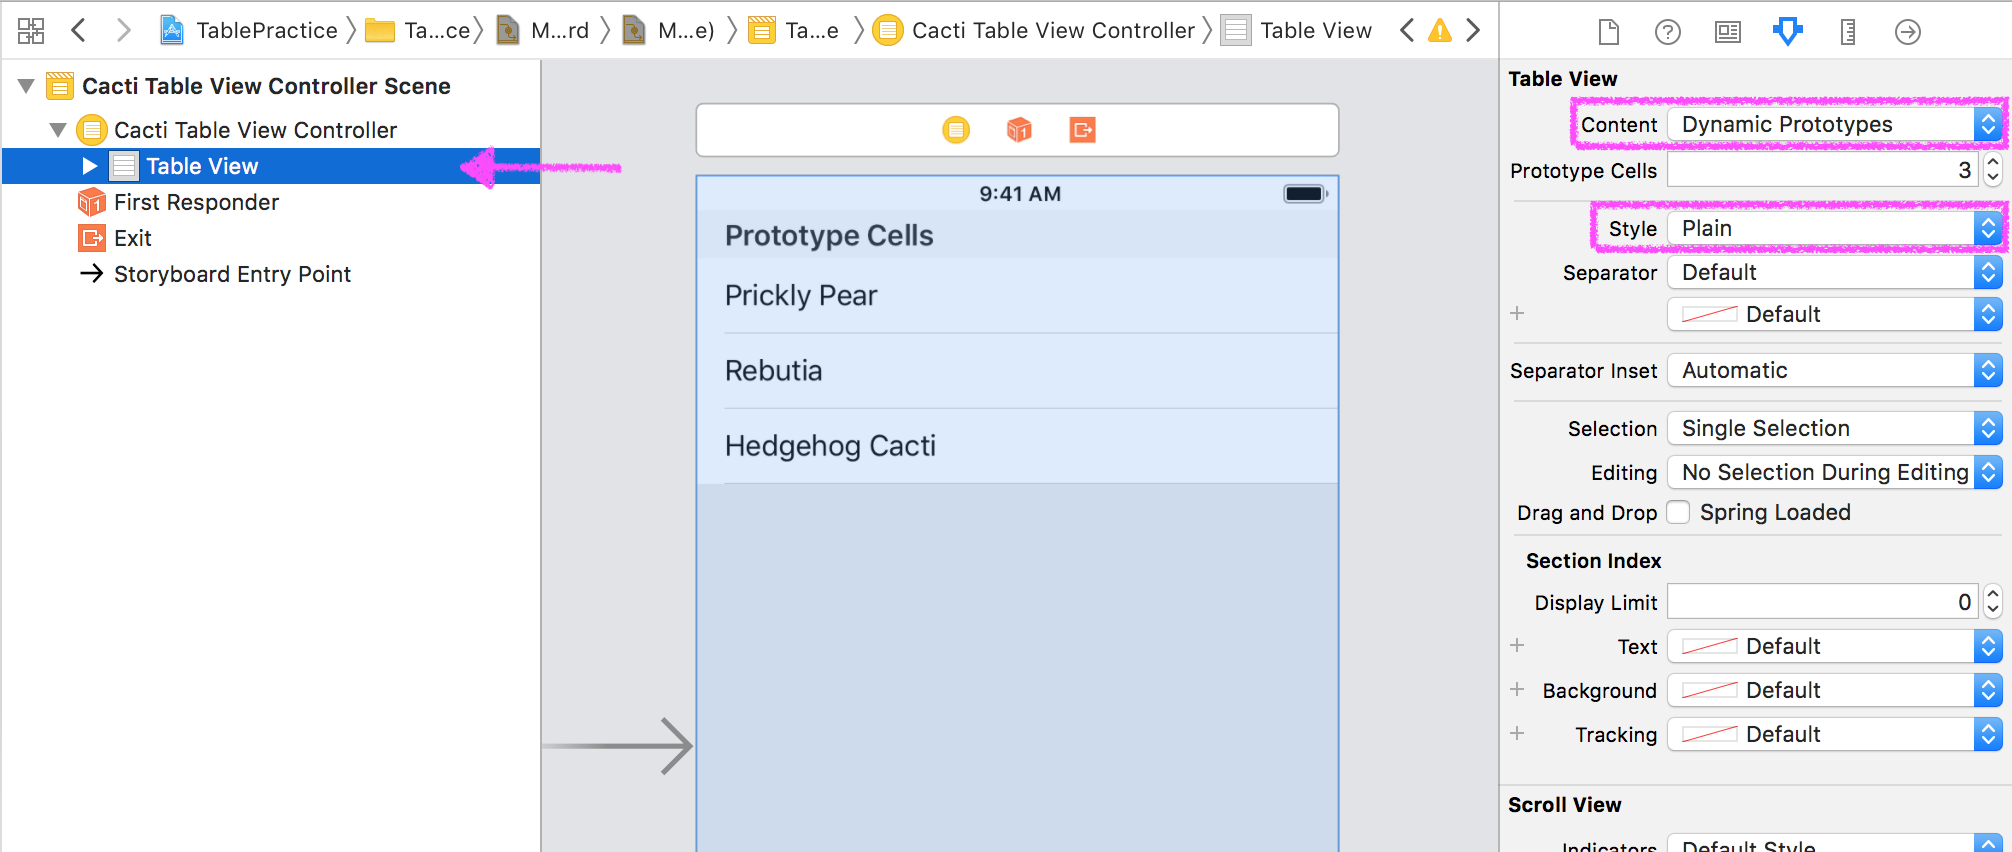 TablePractice
Ta...ce
M...rd
M...e)
Ta...e
Cacti Table View Controller
Table View
Cacti Table View Controller Scene
Cacti Table View Controller
Table View
First Responder
Exit
Storyboard Entry Point
9:41 AM
Prototype Cells
Prickly Pear
Rebutia
Hedgehog Cacti
Table View
Content Dynamic Prototypes
Prototype Cells 3
Style Plain
Separator Default
Default
Separator Inset Automatic
Selection Single Selection
Editing No Selection During Editing
Drag and Drop Spring Loaded
Section Index
Display Limit 0
Text Default
Background Default
Tracking Default
Scroll View
Indicators Default Style